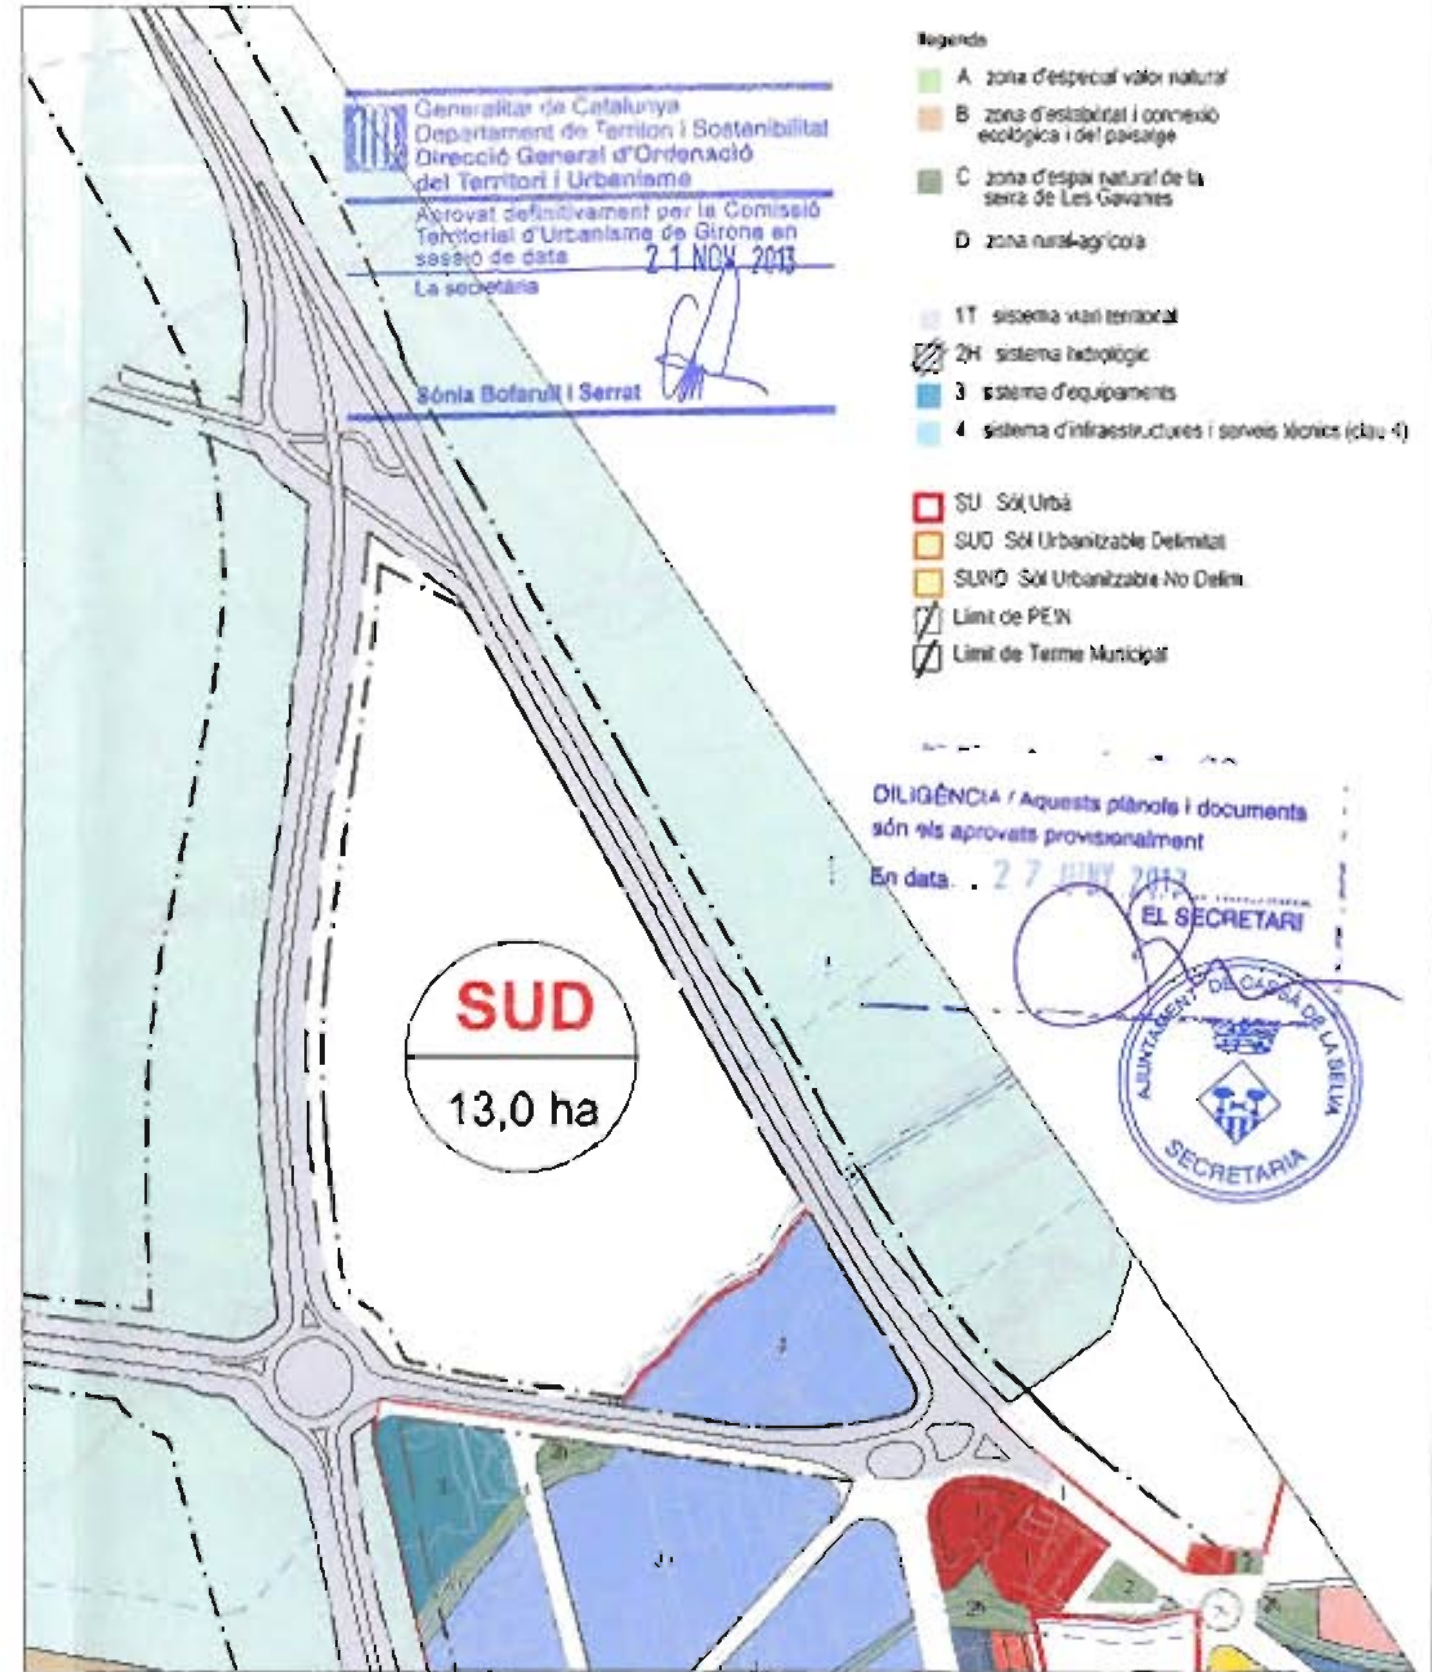 llegenda
A zona d'especial valor natural
B zona d'estabilitat i connexió
ecològica i del paisatge
C zona d'espai natural de la
serra de Les Gavarres
D zona rural-agrícola
1T sistema viari territorial
2H sistema hidrològic
3 sistema d'equipaments
4 sistema d'infraestructures i serveis tècnics (clau 4)
SU Sòl Urbà
SUD Sòl Urbanitzable Delimitat
SUND Sòl Urbanitzable No Delim.
Límit de PEIN
Límit de Terme Municipal
Generalitat de Catalunya
Departament de Territori i Sostenibilitat
Direcció General d'Ordenació
del Territori i Urbanisme
Aprovat definitivament per la Comissió
Territorial d'Urbanisme de Girona en
sessió de data 21 NOV. 2013
La secretària
Sònia Bofarull i Serrat
DILIGÈNCIA / Aquests plànols i documents
són els aprovats provisionalment
En data. 27 JUNY 2013
EL SECRETARI
AJUNTAMENT DE CASSÀ DE LA SELVA
SECRETARIA
SUD
13,0 ha
2